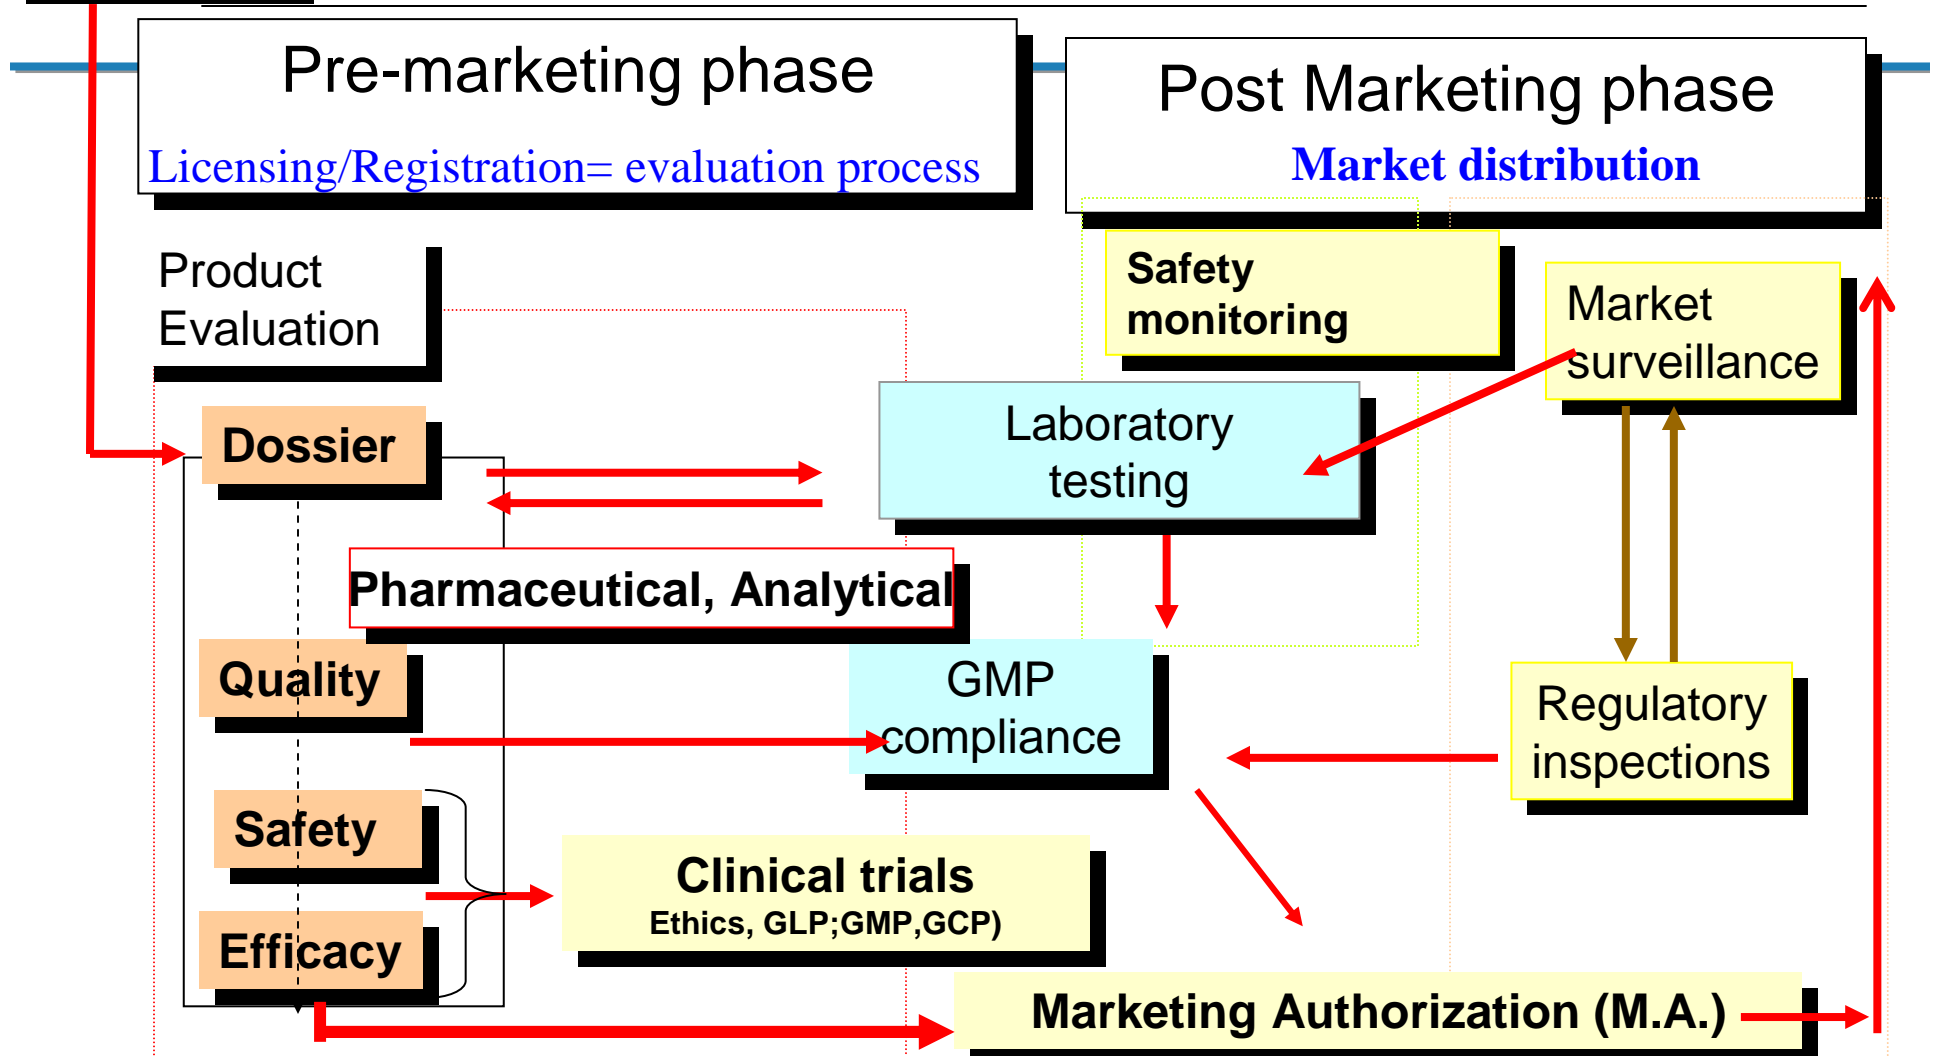 Pre-marketing phase
Licensing/Registration= evaluation process
Post Marketing phase
Market distribution
Product
Evaluation
Safety
monitoring
Market
surveillance
Dossier
Laboratory
testing
Pharmaceutical, Analytical
Quality
GMP
compliance
Regulatory
inspections
Safety
Clinical trials
Ethics, GLP;GMP,GCP)
Efficacy
Marketing Authorization (M.A.)